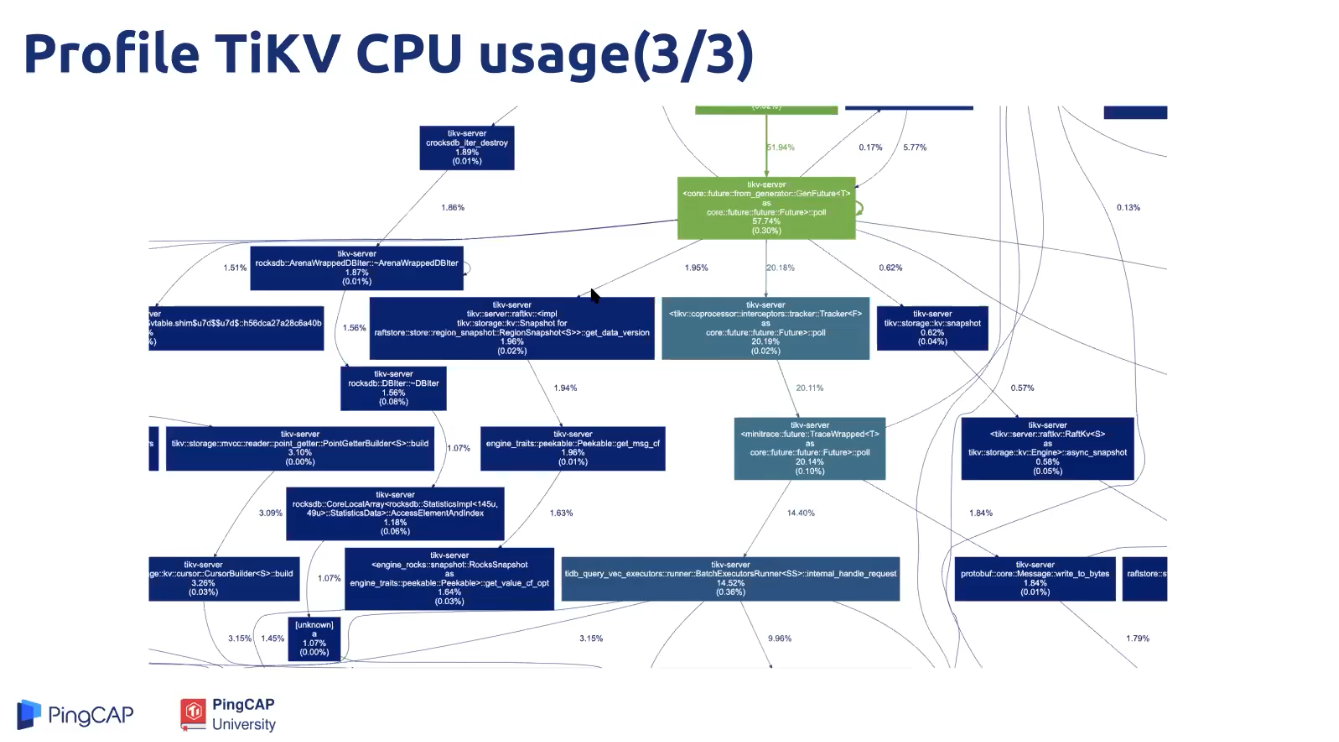 Profile TiKV CPU usage(3/3)
51.94%
0.17%
5.77%
tikv-server
crocksdb_iter_destroy
1.89%
(0.01%)
tikv-server
<core::future::from_generator::GenFuture<T>
as
core::future::future::Future>::poll
57.74%
(0.30%)
1.86%
0.13%
tikv-server
rocksdb::ArenaWrappedDBIter::~ArenaWrappedDBIter
1.87%
(0.01%)
1.51%
1.95%
20.18%
0.62%
$vtable.shim$u7d$$u7d$::h56dca27a28c6a40b
1.56%
tikv-server
tikv::server::raftkv::<impl
tikv::storage::kv::Snapshot for
raftstore::store::region_snapshot::RegionSnapshot<S>>::get_data_version
1.96%
(0.02%)
tikv-server
<tikv::coprocessor::interceptors::tracker::Tracker<F>
as
core::future::future::Future>::poll
20.19%
(0.02%)
tikv-server
tikv::storage::kv::snapshot
0.62%
(0.04%)
tikv-server
rocksdb::DBIter::~DBIter
1.56%
(0.08%)
1.94%
20.11%
0.57%
tikv-server
tikv::storage::mvcc::reader::point_getter::PointGetterBuilder<S>::build
3.10%
(0.00%)
1.07%
tikv-server
engine_traits::peekable::Peekable::get_msg_cf
1.96%
(0.01%)
tikv-server
<minitrace::future::TraceWrapped<T>
as
core::future::future::Future>::poll
20.14%
(0.10%)
tikv-server
<tikv::server::raftkv::RaftKv<S>
as
tikv::storage::kv::Engine>::async_snapshot
0.58%
(0.05%)
3.09%
tikv-server
rocksdb::CoreLocalArray<rocksdb::StatisticsImpl<145u,
49u>::StatisticsData>::AccessElementAndIndex
1.18%
(0.06%)
1.63%
14.40%
1.84%
tikv-server
ge::kv::cursor::CursorBuilder<S>::build
3.26%
(0.03%)
1.07%
tikv-server
<engine_rocks::snapshot::RocksSnapshot
as
engine_traits::peekable::Peekable>::get_value_cf_opt
1.64%
(0.03%)
tikv-server
tidb_query_vec_executors::runner::BatchExecutorsRunner<SS>::internal_handle_request
14.52%
(0.36%)
tikv-server
protobuf::core::Message::write_to_bytes
1.84%
(0.01%)
raftstore::s
3.15%
1.45%
[unknown]
a
1.07%
(0.00%)
3.15%
9.96%
1.79%
PingCAP
PingCAP
University